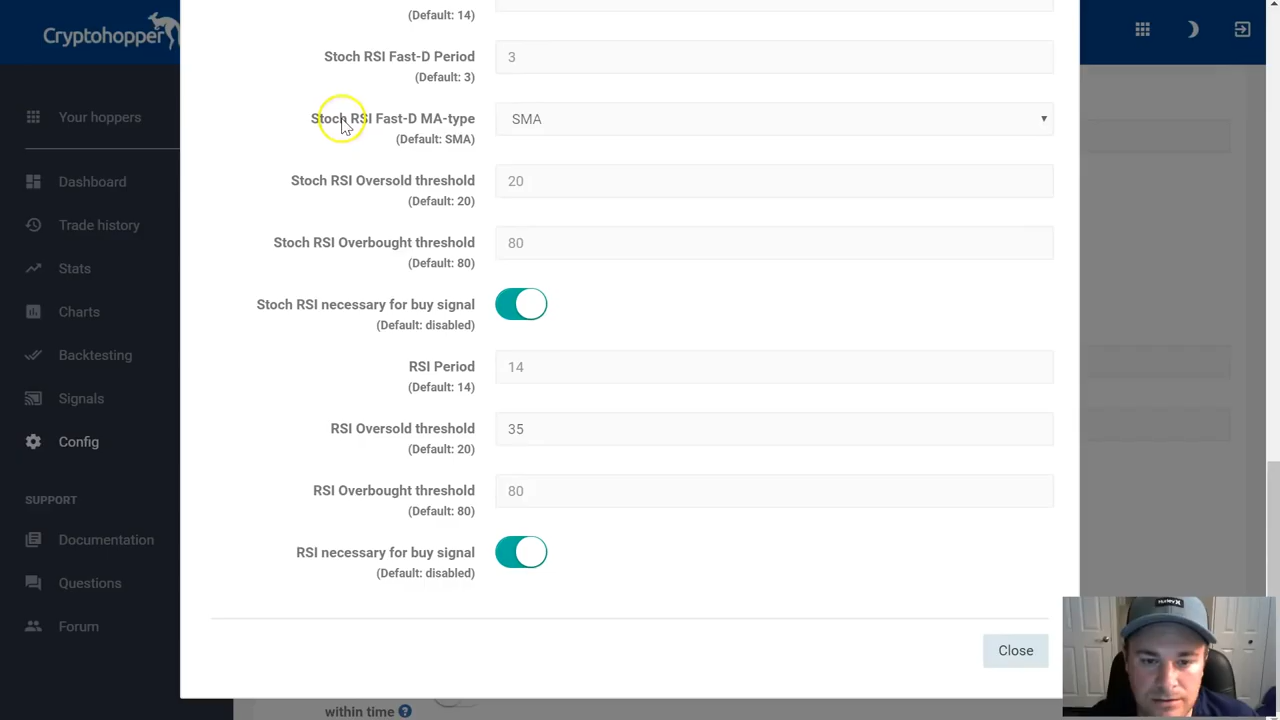 Cryptohopper
(Default: 14)
Stoch RSI Fast-D Period
3
(Default: 3)
Stoch RSI Fast-D MA-type
SMA
(Default: SMA)
Stoch RSI Oversold threshold
20
(Default: 20)
Stoch RSI Overbought threshold
80
(Default: 80)
Stoch RSI necessary for buy signal
(Default: disabled)
RSI Period
14
(Default: 14)
RSI Oversold threshold
35
(Default: 20)
RSI Overbought threshold
80
(Default: 80)
RSI necessary for buy signal
(Default: disabled)
Close
within time ?
Your hoppers
Dashboard
Trade history
Stats
Charts
Backtesting
Signals
Config
SUPPORT
Documentation
Questions
Forum